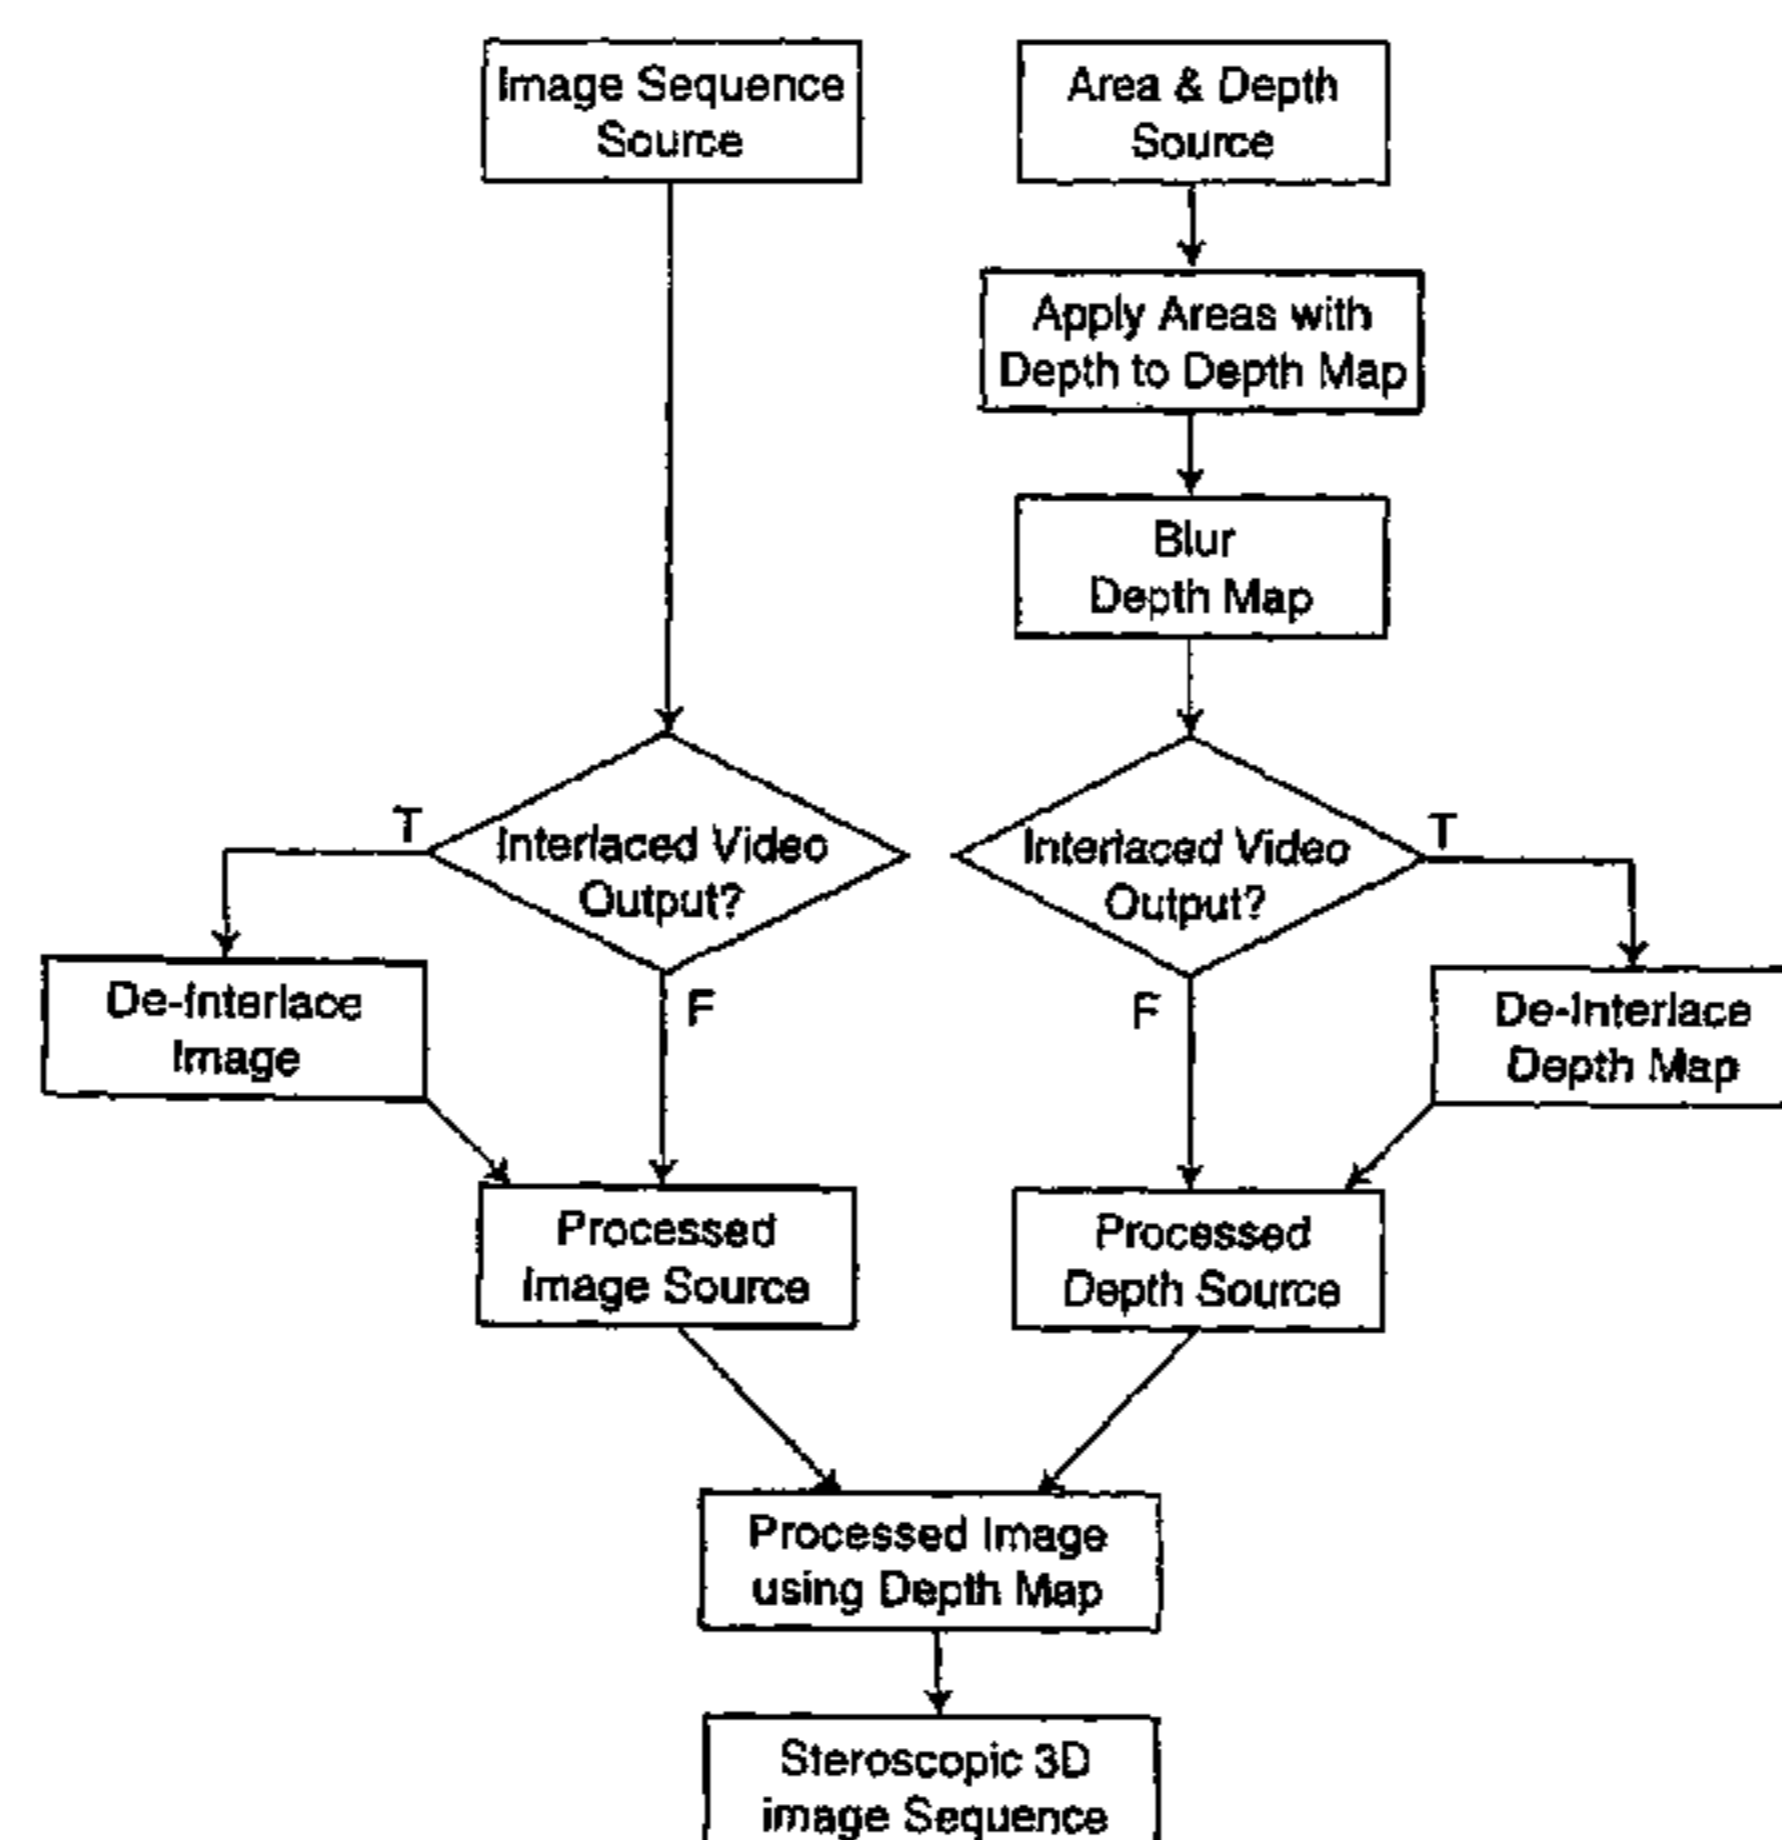 Image Sequence
Source
Area & Depth
Source
Apply Areas with
Depth to Depth Map
Blur
Depth Map
T
Interlaced Video
Output?
F
Interlaced Video
Output?
T
F
De-Interlace
Image
De-Interlace
Depth Map
Processed
Image Source
Processed
Depth Source
Processed Image
using Depth Map
Steroscopic 3D
image Sequence